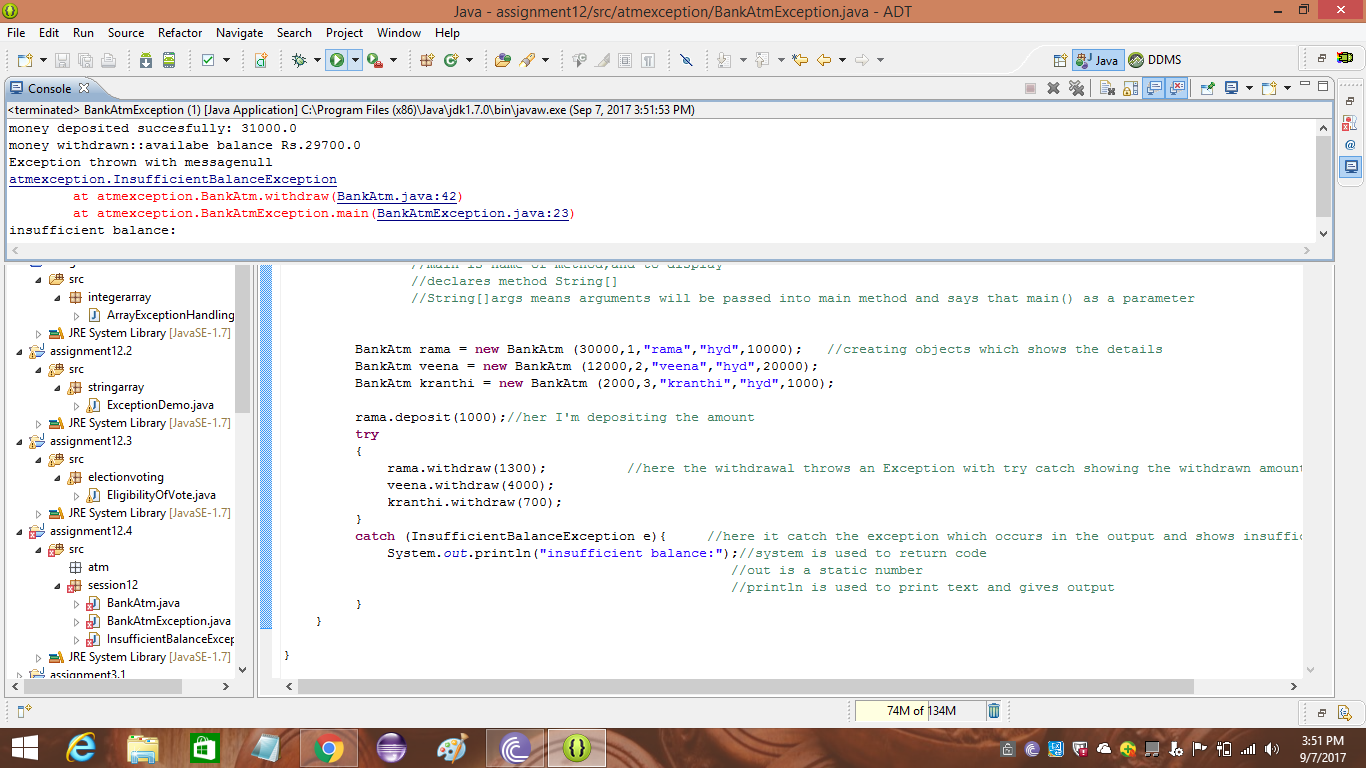 Java - assignment12/src/atmexception/BankAtmException.java - ADT
File Edit Run Source Refactor Navigate Search Project Window Help
Java DDMS
Console
<terminated> BankAtmException (1) [Java Application] C:\Program Files (x86)\Java\jdk1.7.0\bin\javaw.exe (Sep 7, 2017 3:51:53 PM)
money deposited succesfully: 31000.0
money withdrawn::availabe balance Rs.29700.0
Exception thrown with messagenull
atmexception.InsufficientBalanceException
at atmexception.BankAtm.withdraw(BankAtm.java:42)
at atmexception.BankAtmException.main(BankAtmException.java:23)
insufficient balance:
src
integerarray
ArrayExceptionHandling
JRE System Library [JavaSE-1.7]
assignment12.2
src
stringarray
ExceptionDemo.java
JRE System Library [JavaSE-1.7]
assignment12.3
src
electionvoting
EligibilityOfVote.java
JRE System Library [JavaSE-1.7]
assignment12.4
src
atm
session12
BankAtm.java
BankAtmException.java
InsufficientBalanceExcep
JRE System Library [JavaSE-1.7]
assignment3.1
//main is name of method,and to display
//declares method String[]
//String[]args means arguments will be passed into main method and says that main() as a parameter
BankAtm rama = new BankAtm (30000,1,"rama","hyd",10000); //creating objects which shows the details
BankAtm veena = new BankAtm (12000,2,"veena","hyd",20000);
BankAtm kranthi = new BankAtm (2000,3,"kranthi","hyd",1000);
rama.deposit(1000);//her I'm depositing the amount
try
{
rama.withdraw(1300); //here the withdrawal throws an Exception with try catch showing the withdrawn amount
veena.withdraw(4000);
kranthi.withdraw(700);
}
catch (InsufficientBalanceException e){ //here it catch the exception which occurs in the output and shows insuffic
System.out.println("insufficient balance:");//system is used to return code
//out is a static number
//println is used to print text and gives output
}
}
}
74M of 134M
3:51 PM
9/7/2017